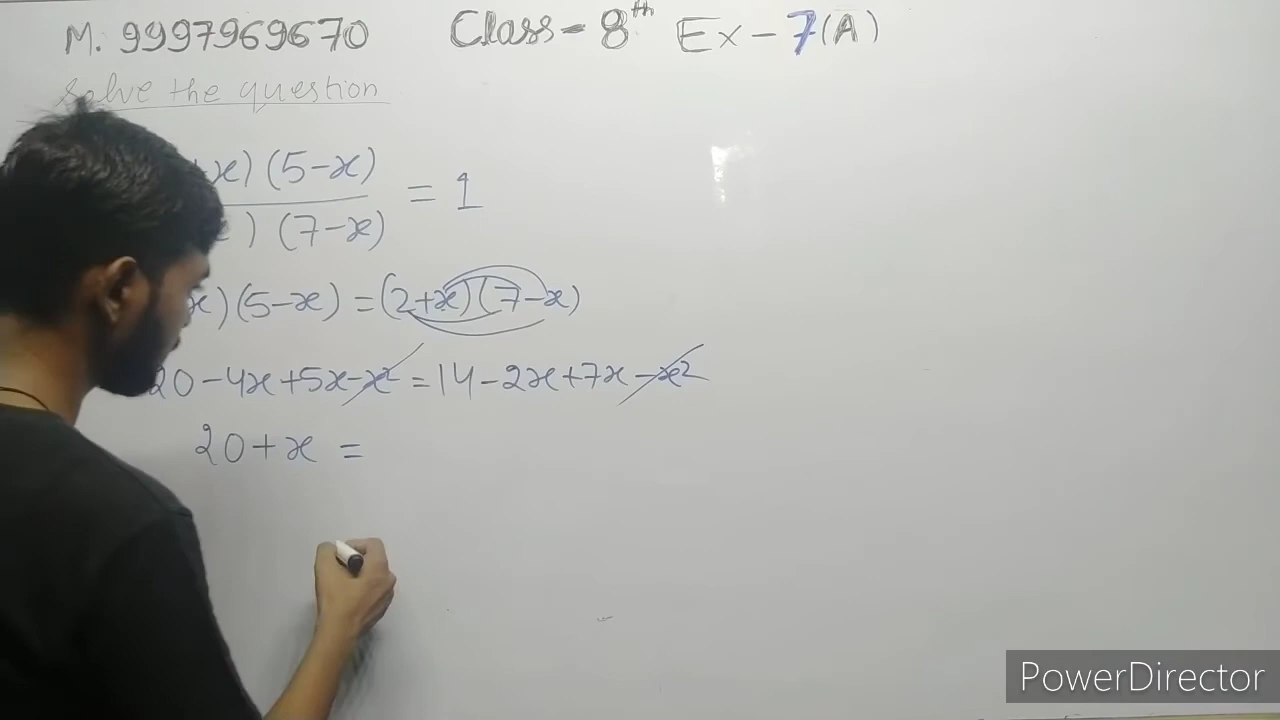 M. 9997969670 Class - 8th Ex - 7(A)
Solve the question
x) (5-x)
) (7-x) = 1
x)(5-x) = (2+x)(7-x)
20 - 4x + 5x - x² = 14 - 2x + 7x - x²
20 + x =
PowerDirector